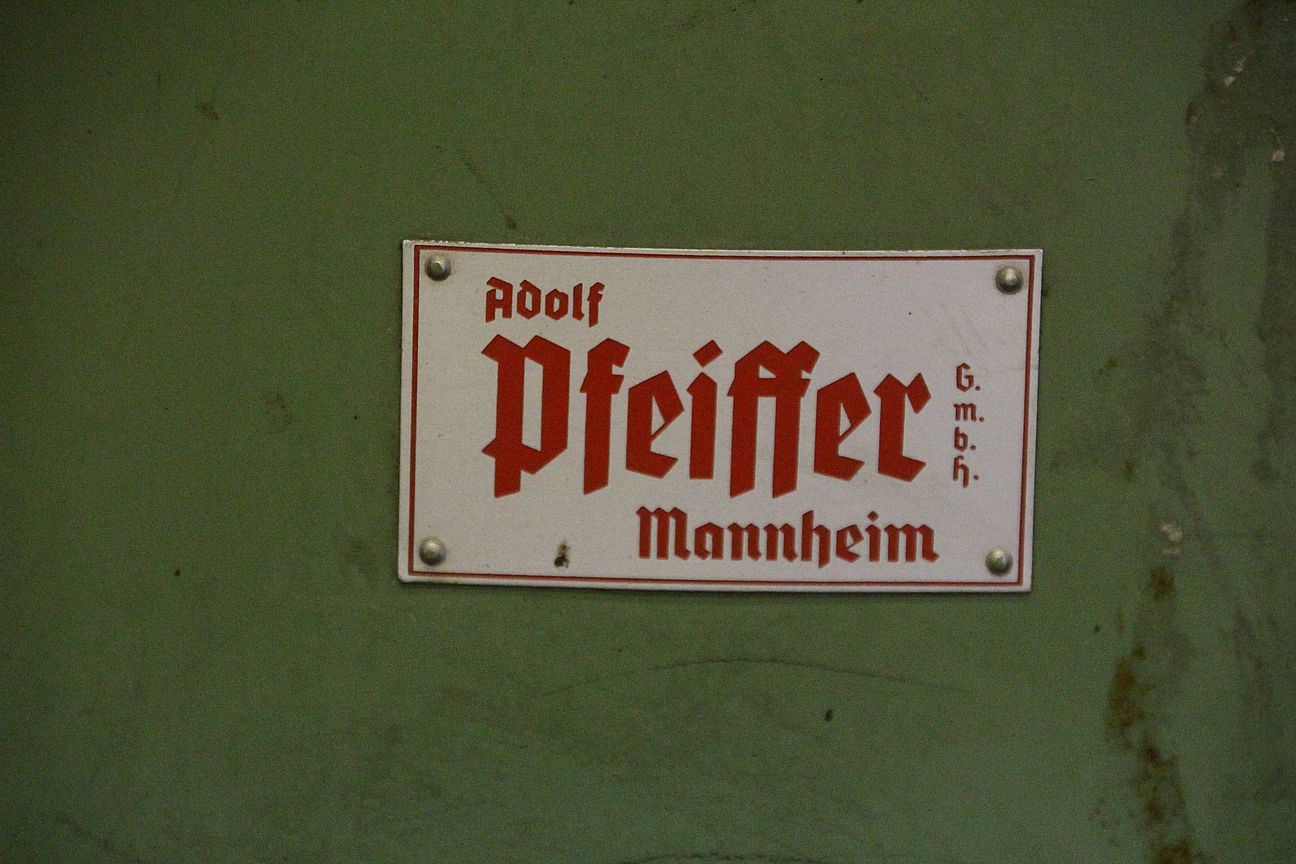 Adolf
Pfeiffer
G.
m.
b.
H.
Mannheim